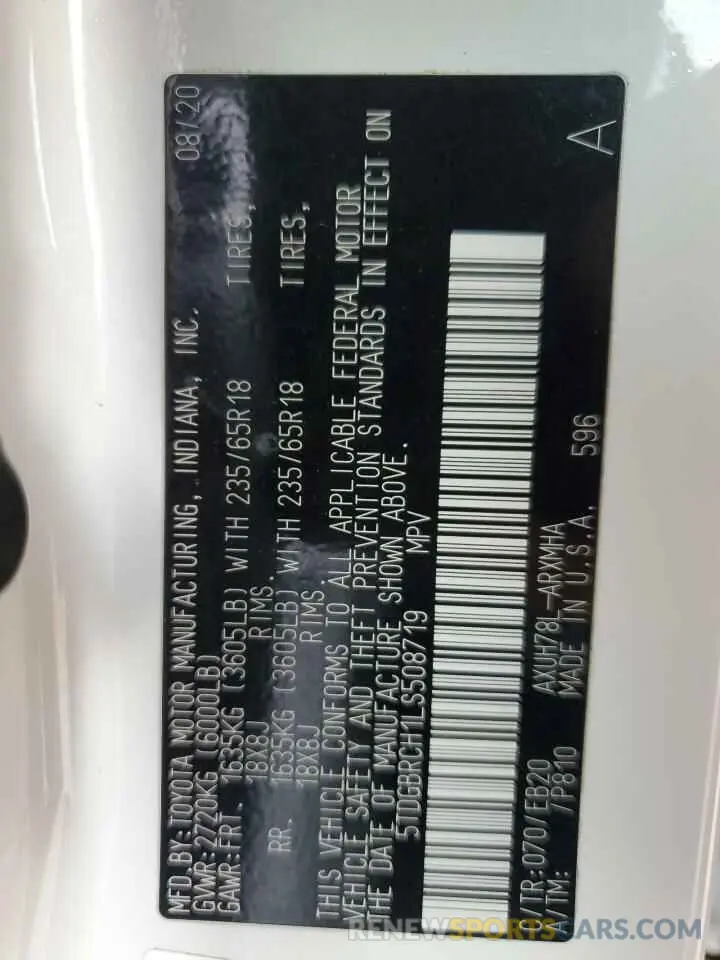 MFD.BY:TOYOTA MOTOR MANUFACTURING, INDIANA, INC. 08/20
GVWR:2720KG (6000LB)
GAWR:FRT. 1635KG (3605LB) WITH 235/65R18 TIRES,
18X8J RIMS.
RR. 1635KG (3605LB) WITH 235/65R18 TIRES,
18X8J RIMS.
THIS VEHICLE CONFORMS TO ALL APPLICABLE FEDERAL MOTOR
VEHICLE SAFETY AND THEFT PREVENTION STANDARDS IN EFFECT ON
THE DATE OF MANUFACTURE SHOWN ABOVE.
5TDGBRCH1LS508719 MPV
C/TR:070/EB20 AXUH78L-ARXMHA
A/TM: /P810 MADE IN U.S.A. 596 A
RENEWSPORTSCARS.COM